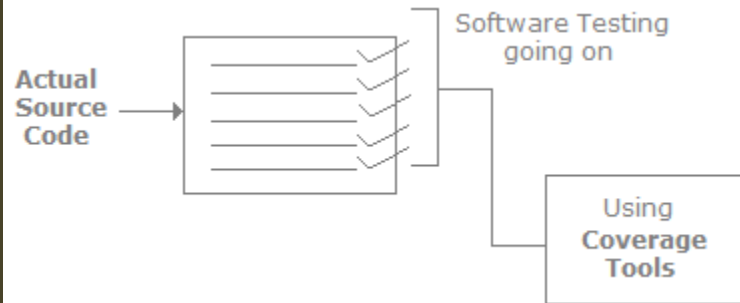 Software Testing
going on
Actual
Source
Code
Using
Coverage
Tools